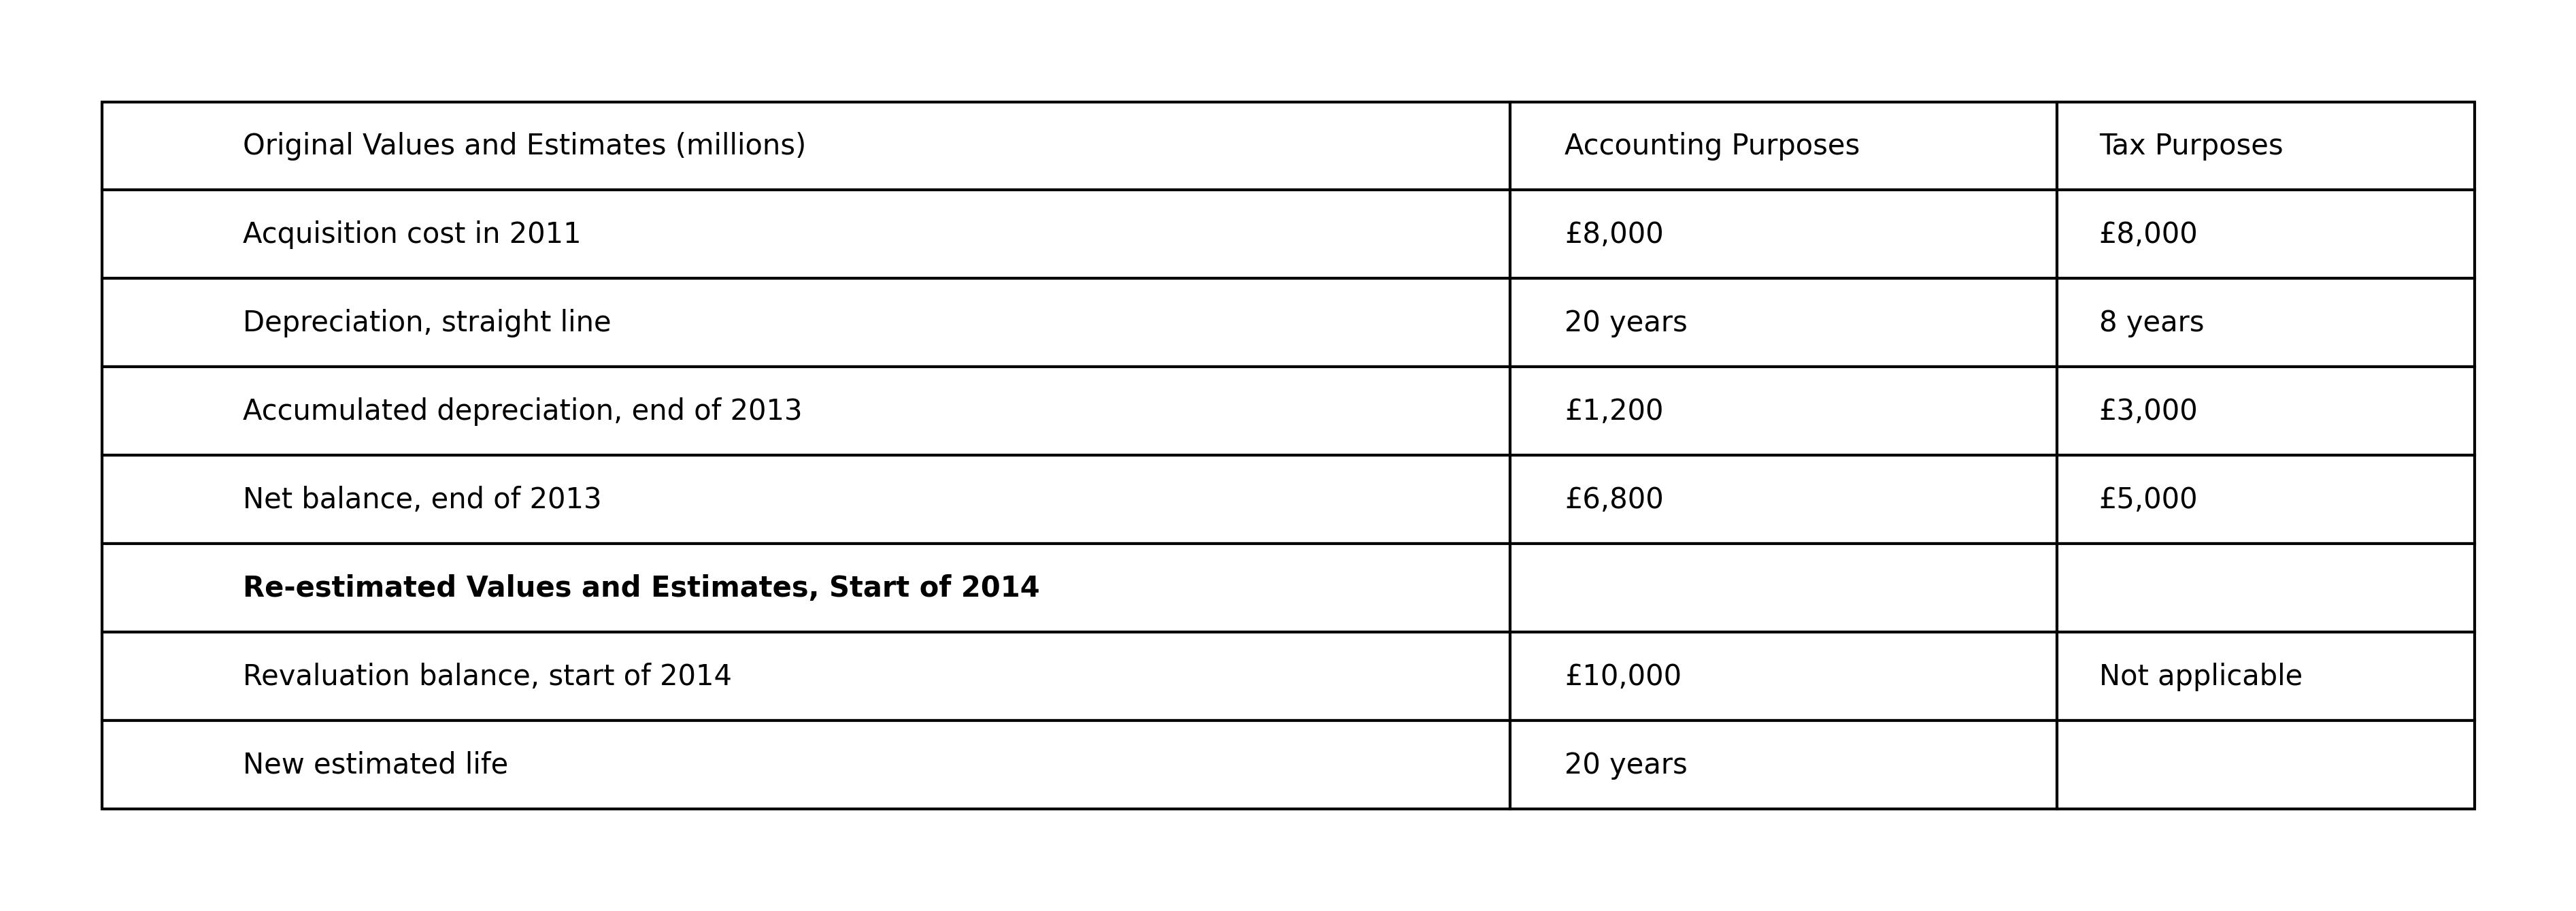 Original Values and Estimates (millions) Accounting Purposes Tax Purposes
Acquisition cost in 2011 £8,000 £8,000
Depreciation, straight line 20 years 8 years
Accumulated depreciation, end of 2013 £1,200 £3,000
Net balance, end of 2013 £6,800 £5,000
Re-estimated Values and Estimates, Start of 2014
Revaluation balance, start of 2014 £10,000 Not applicable
New estimated life 20 years